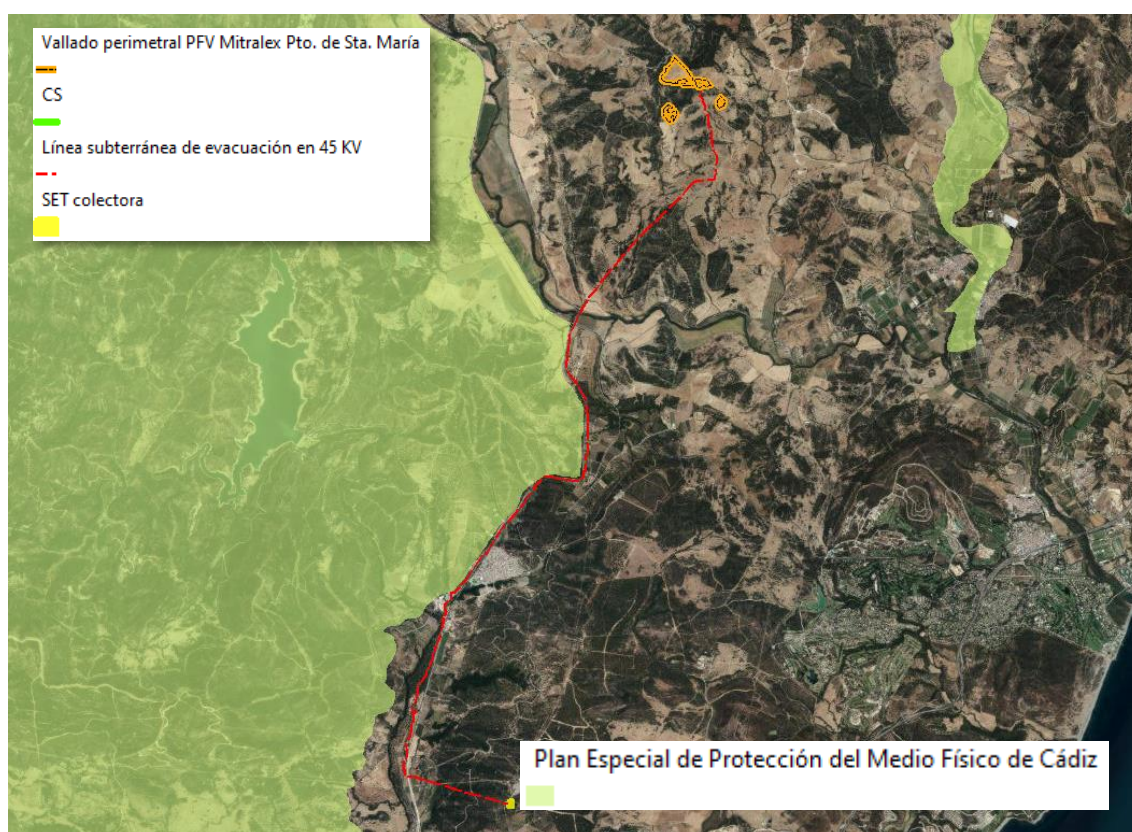 Vallado perimetral PFV Mitralex Pto. de Sta. María
CS
Línea subterránea de evacuación en 45 KV
SET colectora
Plan Especial de Protección del Medio Físico de Cádiz